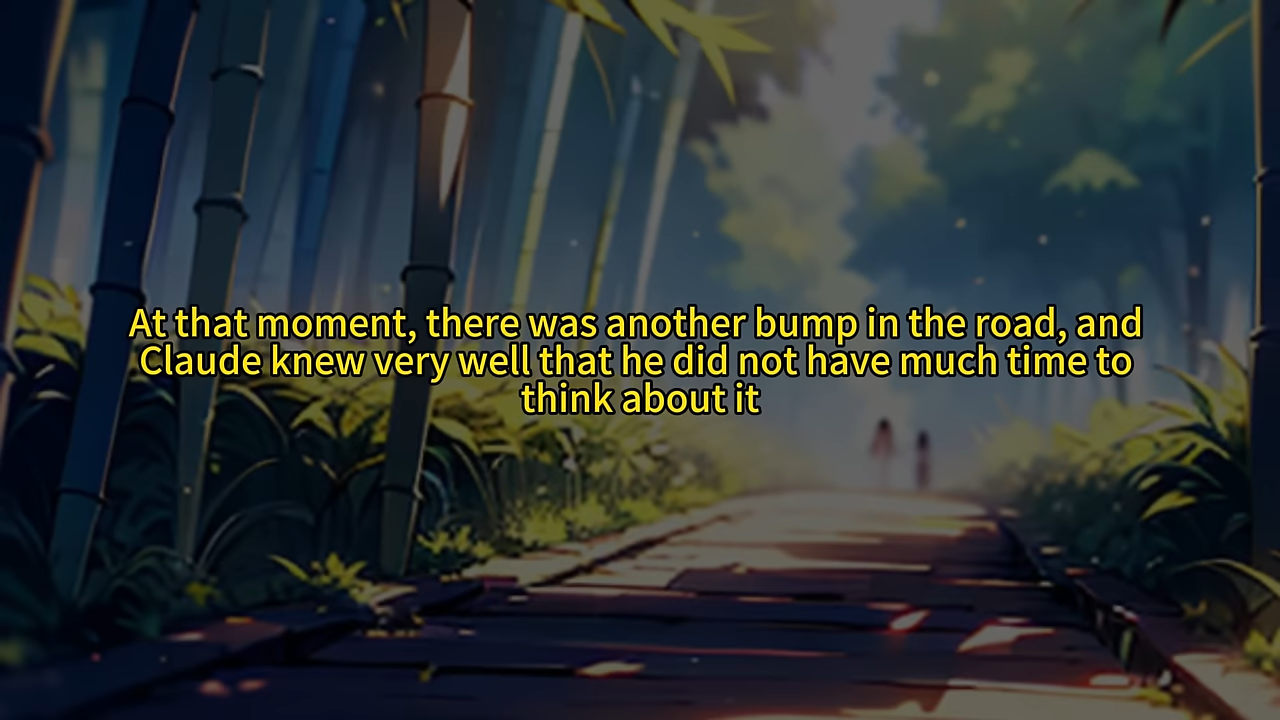 At that moment, there was another bump in the road, and
Claude knew very well that he did not have much time to
think about it